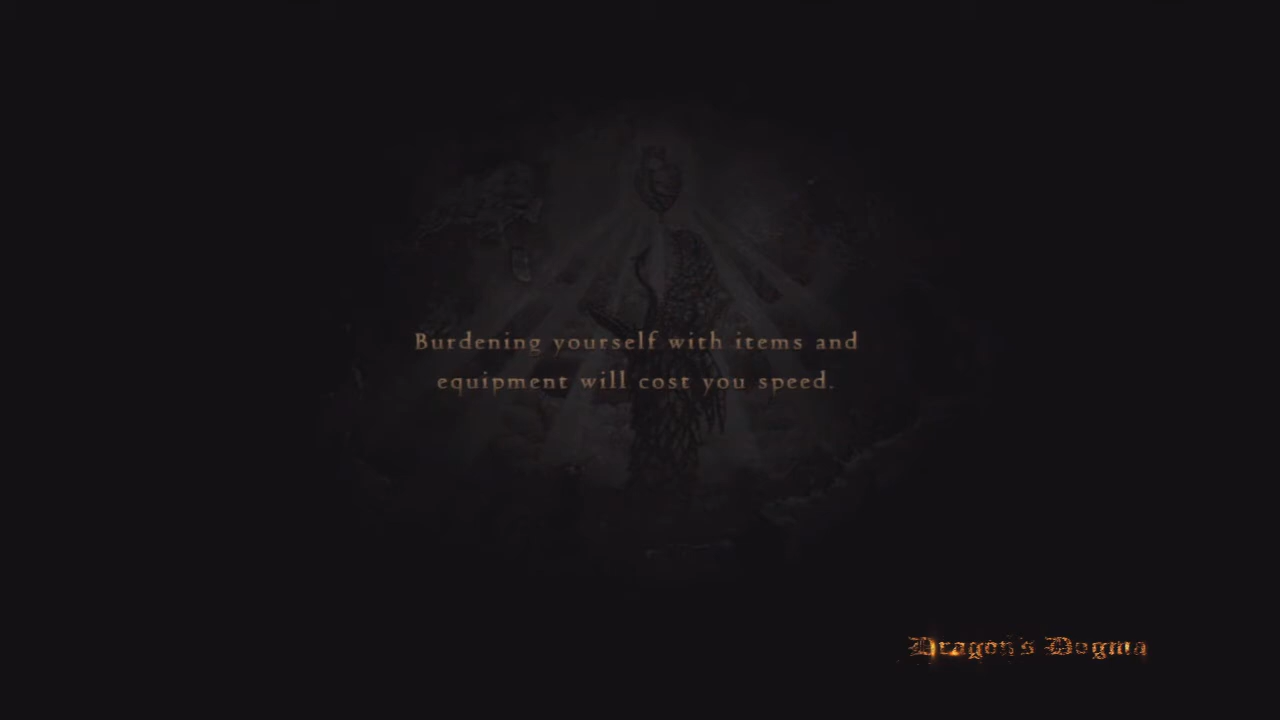 Burdening yourself with items and
equipment will cost you speed.
Dragon's Dogma